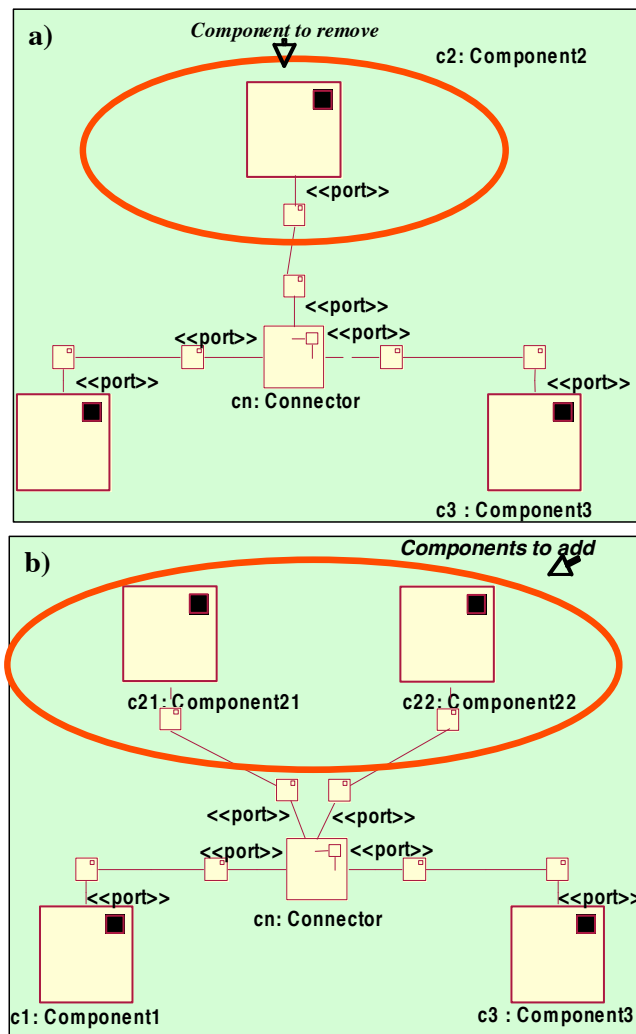 a)
Component to remove
c2: Component2
<<port>>
<<port>>
<<port>>
<<port>>
<<port>>
<<port>>
cn: Connector
c3 : Component3
b)
Components to add
c21: Component21
c22: Component22
<<port>>
<<port>>
<<port>>
<<port>>
<<port>>
<<port>>
cn: Connector
c1: Component1
c3 : Component3